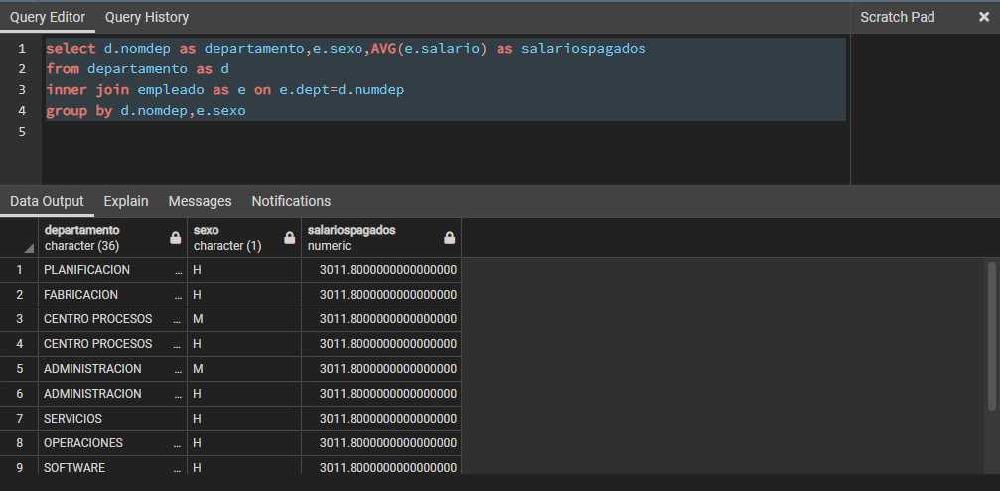 Query Editor Query History Scratch Pad ×
1 select d.nomdep as departamento,e.sexo,AVG(e.salario) as salariospagados
2 from departamento as d
3 inner join empleado as e on e.dept=d.numdep
4 group by d.nomdep,e.sexo
5
Data Output Explain Messages Notifications
departamento sexo salariospagados
character (36) character (1) numeric
1 PLANIFICACION ... H 3011.8000000000000000
2 FABRICACION ... H 3011.8000000000000000
3 CENTRO PROCESOS ... M 3011.8000000000000000
4 CENTRO PROCESOS ... H 3011.8000000000000000
5 ADMINISTRACION ... M 3011.8000000000000000
6 ADMINISTRACION ... H 3011.8000000000000000
7 SERVICIOS H 3011.8000000000000000
8 OPERACIONES ... H 3011.8000000000000000
9 SOFTWARE ... H 3011.8000000000000000